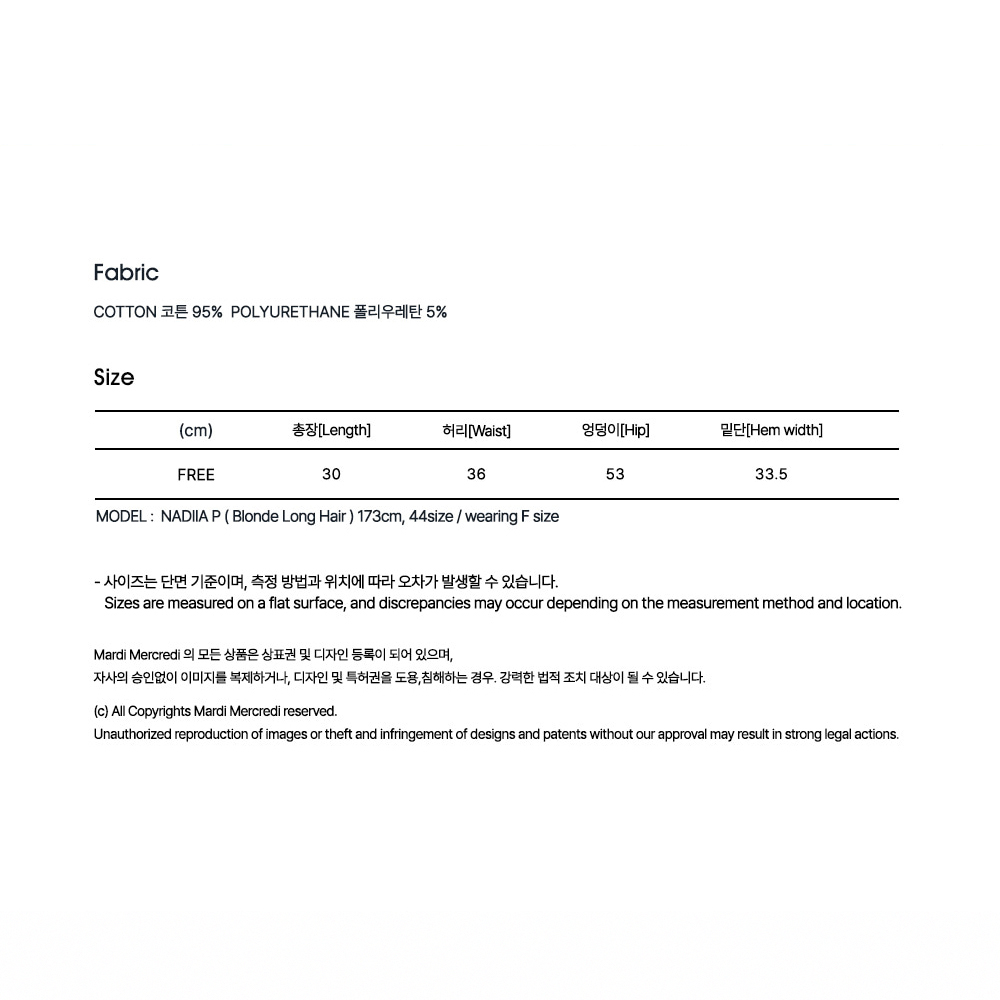 Fabric
COTTON 코튼 95% POLYURETHANE 폴리우레탄 5%
Size
(cm) 총장[Length] 허리[Waist] 엉덩이[Hip] 밑단[Hem width]
FREE 30 36 53 33.5
MODEL : NADIIA P ( Blonde Long Hair ) 173cm, 44size / wearing F size
- 사이즈는 단면 기준이며, 측정 방법과 위치에 따라 오차가 발생할 수 있습니다.
Sizes are measured on a flat surface, and discrepancies may occur depending on the measurement method and location.
Mardi Mercredi 의 모든 상품은 상표권 및 디자인 등록이 되어 있으며,
자사의 승인없이 이미지를 복제하거나, 디자인 및 특허권을 도용,침해하는 경우. 강력한 법적 조치 대상이 될 수 있습니다.
(c) All Copyrights Mardi Mercredi reserved.
Unauthorized reproduction of images or theft and infringement of designs and patents without our approval may result in strong legal actions.